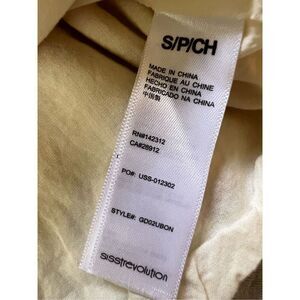 S/P/CH
MADE IN CHINA
FABRIQUE AU CHINE
HECHO EN CHINA
FABRICADO NA CHINA
中国製
RN#142312
CA#28912
PO#: USS-012302
STYLE#: GD02UBON
sisstrevolution